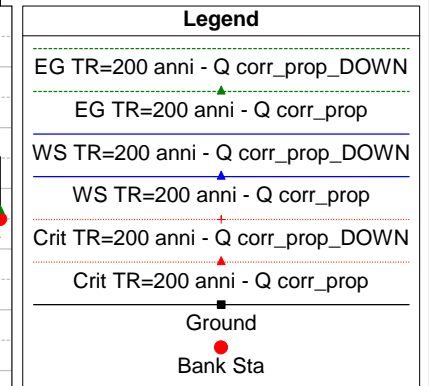 Legend
EG TR=200 anni - Q corr_prop_DOWN
EG TR=200 anni - Q corr_prop
WS TR=200 anni - Q corr_prop_DOWN
WS TR=200 anni - Q corr_prop
Crit TR=200 anni - Q corr_prop_DOWN
Crit TR=200 anni - Q corr_prop
Ground
Bank Sta